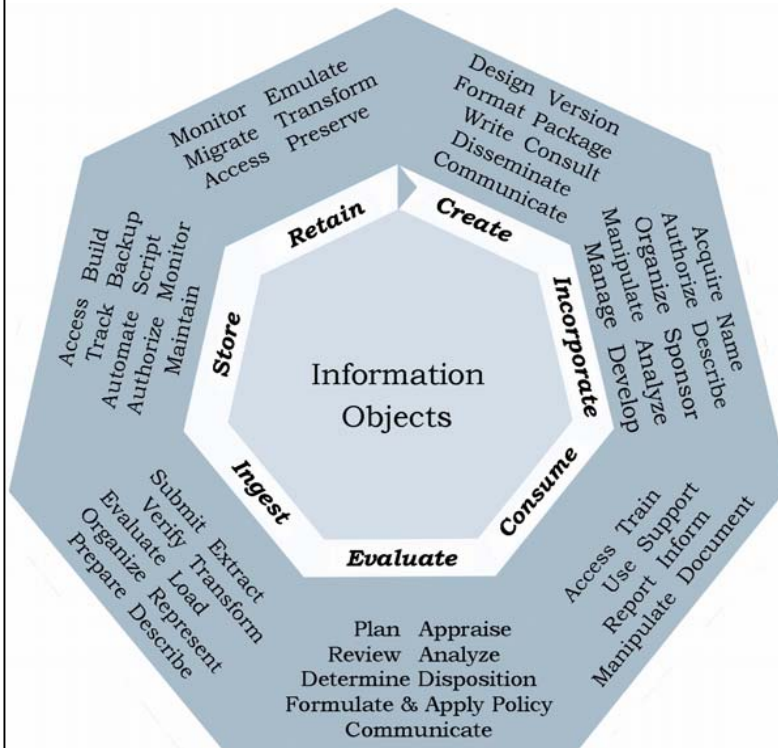 Information
Objects
Create
Design Version
Format Package
Write Consult
Disseminate
Communicate
Incorporate
Acquire Name
Authorize Describe
Organize Sponsor
Manipulate Analyze
Manage Develop
Consume
Access Train
Use Support
Report Inform
Manipulate Document
Evaluate
Plan Appraise
Review Analyze
Determine Disposition
Formulate & Apply Policy
Communicate
Ingest
Submit Extract
Verify Transform
Evaluate Load
Organize Represent
Prepare Describe
Store
Access Build
Track Backup
Automate Script
Authorize Monitor
Maintain
Retain
Monitor Emulate
Migrate Transform
Access Preserve